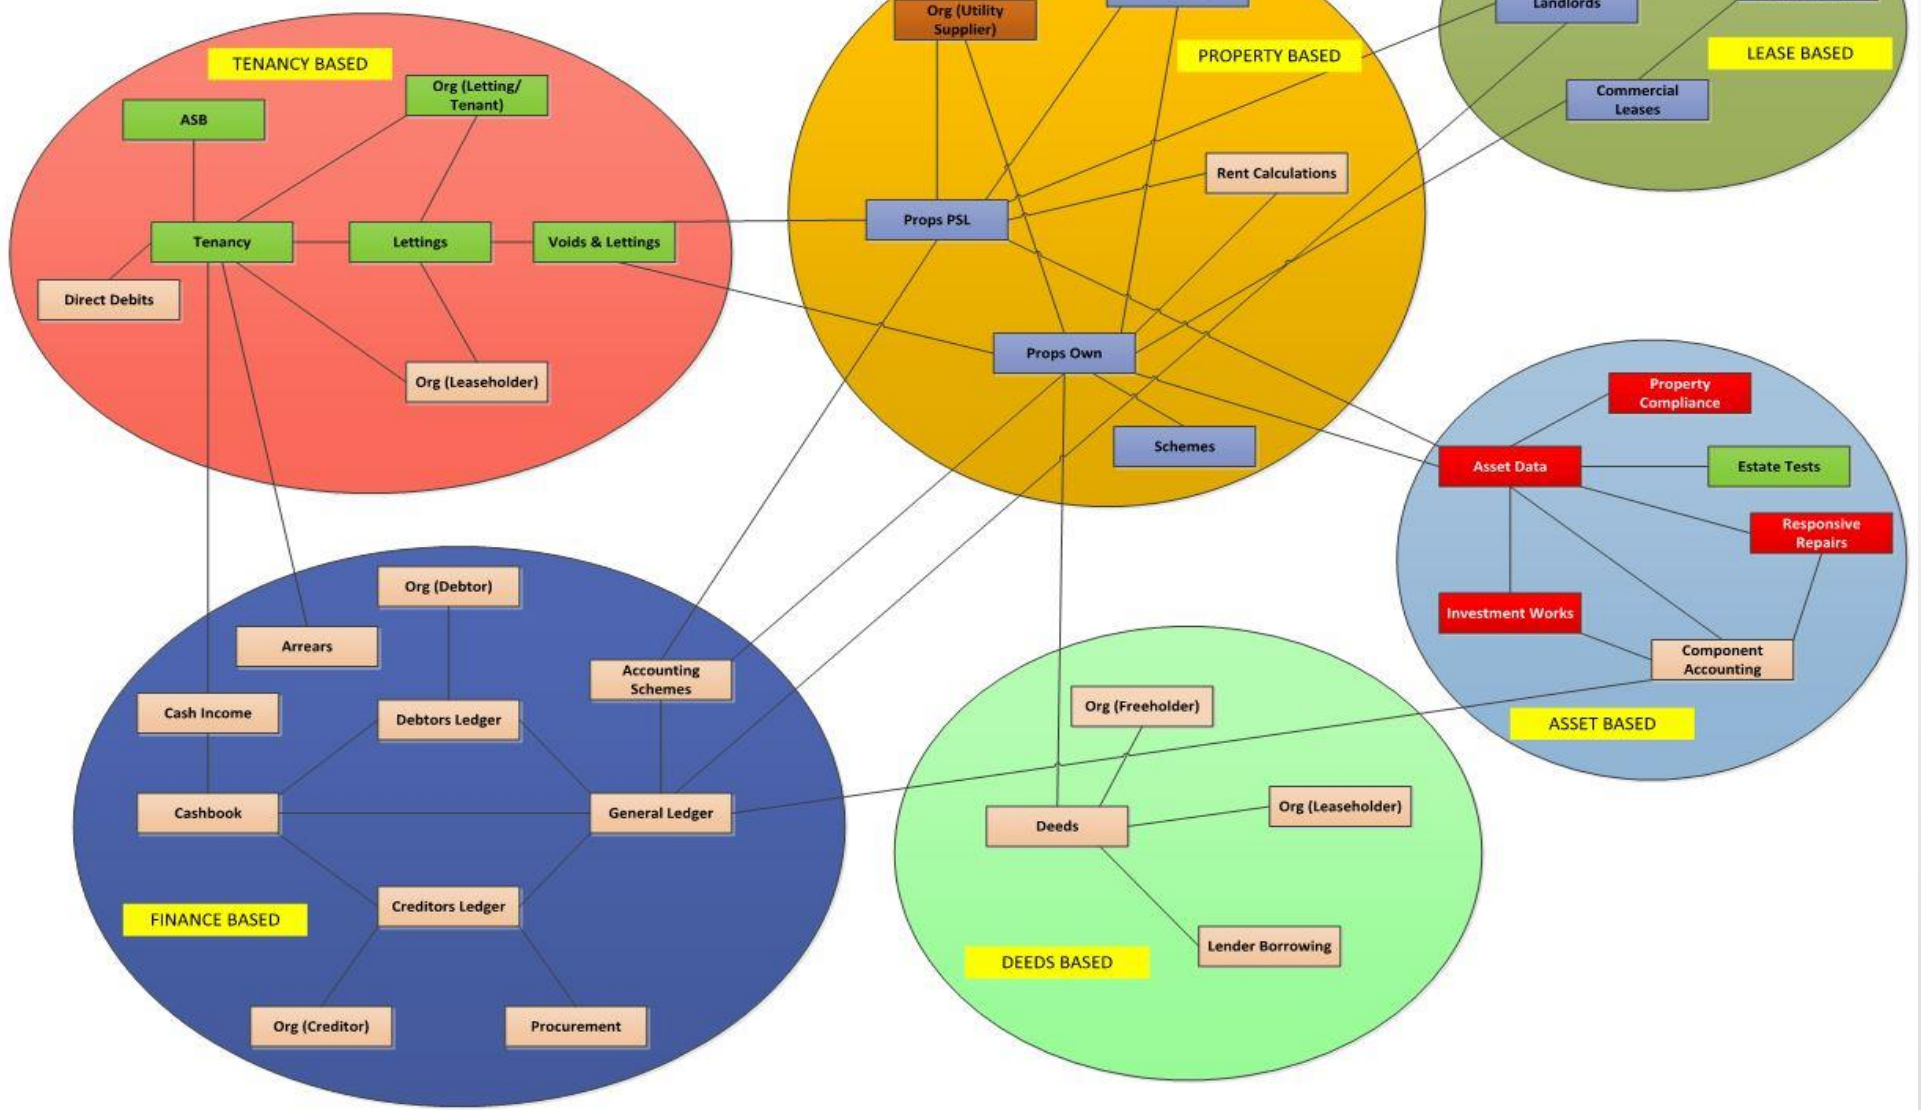 TENANCY BASED
ASB
Org (Letting/
Tenant)
Tenancy
Lettings
Voids & Lettings
Direct Debits
Org (Leaseholder)
Org (Utility
Supplier)
PROPERTY BASED
Rent Calculations
Props PSL
Props Own
Schemes
Landlords
LEASE BASED
Commercial
Leases
Property
Compliance
Asset Data
Estate Tests
Responsive
Repairs
Investment Works
Component
Accounting
ASSET BASED
Org (Debtor)
Arrears
Accounting
Schemes
Cash Income
Debtors Ledger
Cashbook
General Ledger
Creditors Ledger
FINANCE BASED
Org (Creditor)
Procurement
Org (Freeholder)
Org (Leaseholder)
Deeds
Lender Borrowing
DEEDS BASED